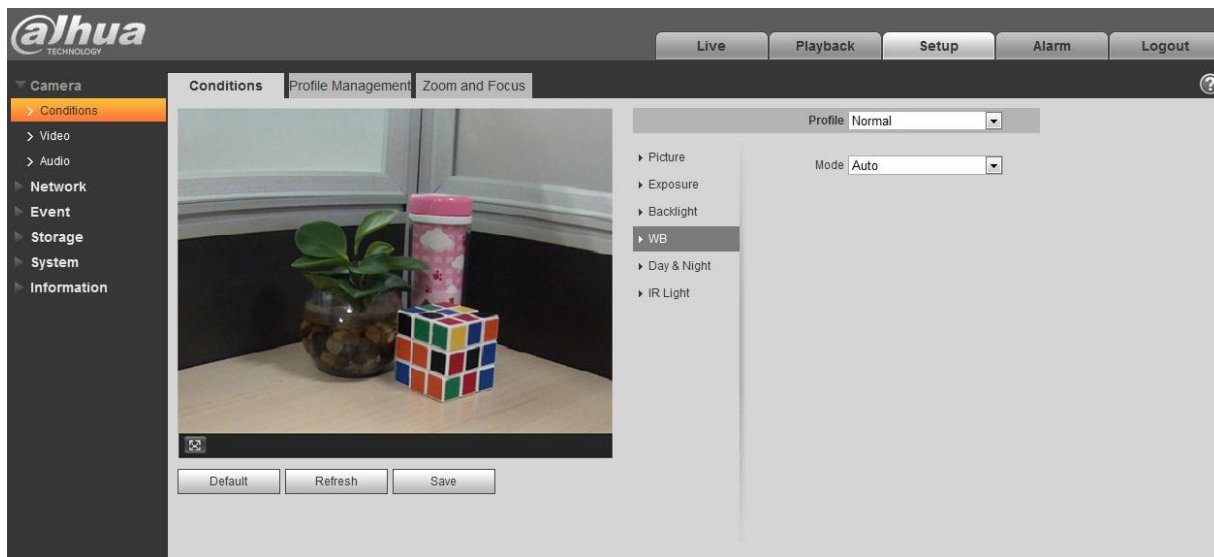 alhua
TECHNOLOGY
Live
Playback
Setup
Alarm
Logout
Camera
Conditions
Video
Audio
Network
Event
Storage
System
Information
Conditions
Profile Management
Zoom and Focus
Profile Normal
Picture
Exposure
Backlight
WB
Day & Night
IR Light
Mode Auto
Default
Refresh
Save